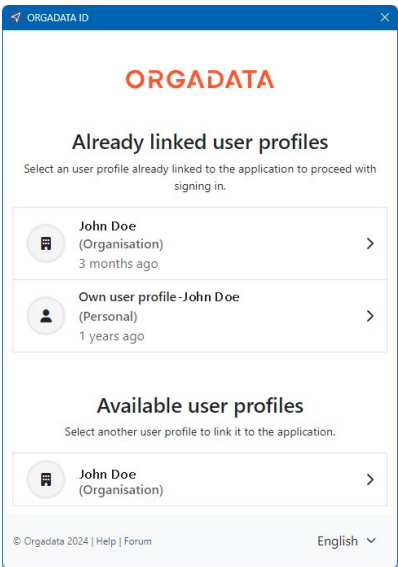 ORGADATA ID
ORGADATA
Already linked user profiles
Select an user profile already linked to the application to proceed with
signing in.
John Doe
(Organisation)
3 months ago
Own user profile-John Doe
(Personal)
1 years ago
Available user profiles
Select another user profile to link it to the application.
John Doe
(Organisation)
© Orgadata 2024 | Help | Forum
English